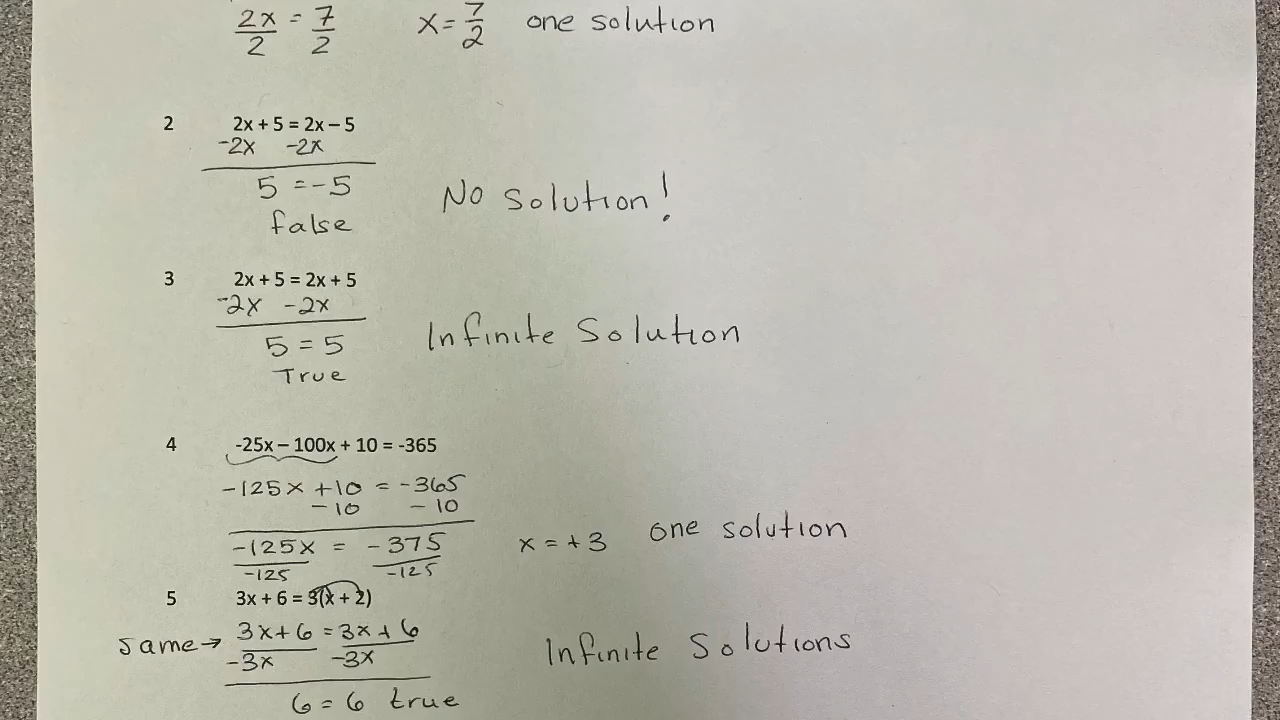 2x/2 = 7/2 x = 7/2 one solution
2 2x + 5 = 2x – 5
-2x -2x
5 = -5 No Solution!
false
3 2x + 5 = 2x + 5
-2x -2x
5 = 5 Infinite Solution
True
4 -25x – 100x + 10 = -365
-125x +10 = -365
-10 -10
-125x = -375 x = +3 one solution
-125 -125
5 3x + 6 = 3(x + 2)
Same → 3x+6 = 3x+6 Infinite Solutions
-3x -3x
6 = 6 true